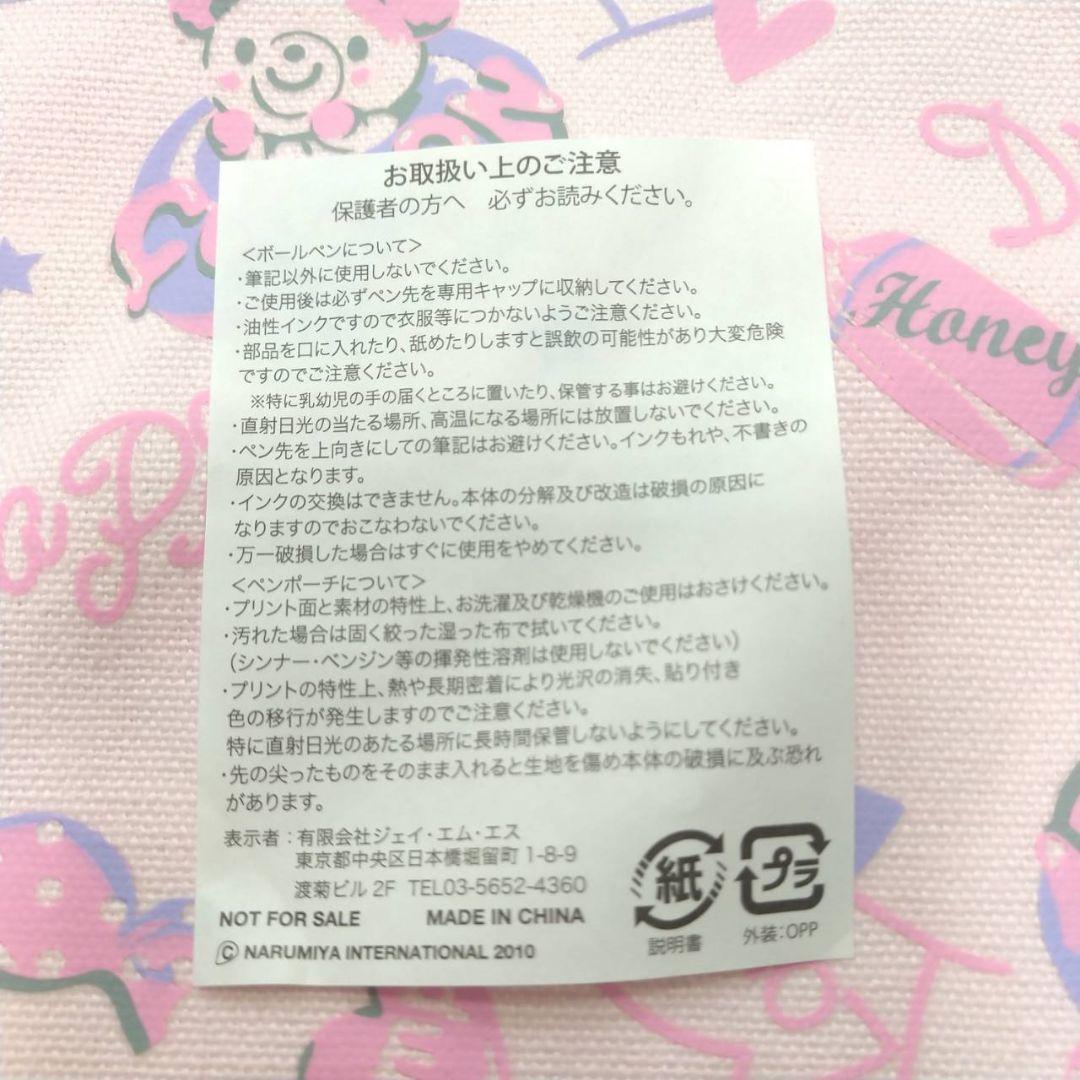 お取扱い上のご注意
保護者の方へ　必ずお読みください。
<ボールペンについて>
・筆記以外に使用しないでください。
・ご使用後は必ずペン先を専用キャップに収納してください。
・油性インクですので衣服等につかないようご注意ください。
・部品を口に入れたり、舐めたりしますと誤飲の可能性があり大変危険
ですのでご注意ください。
※特に乳幼児の手の届くところに置いたり、保管する事はお避けください。
・直射日光の当たる場所、高温になる場所には放置しないでください。
・ペン先を上向きにしての筆記はお避けください。インクもれや、不書きの
原因となります。
・インクの交換はできません。本体の分解及び改造は破損の原因に
なりますのでおこなわないでください。
・万一破損した場合はすぐに使用をやめてください。
<ペンポーチについて>
・プリント面と素材の特性上、お洗濯及び乾燥機のご使用はおさけください。
・汚れた場合は固く絞った湿った布で拭いてください。
(シンナー・ベンジン等の揮発性溶剤は使用しないでください)
・プリントの特性上、熱や長期密着により光沢の消失、貼り付き
色の移行が発生しますのでご注意ください。
特に直射日光のあたる場所に長時間保管しないようにしてください。
・先の尖ったものをそのまま入れると生地を傷め本体の破損に及ぶ恐れ
があります。
表示者：有限会社ジェイ・エム・エス
東京都中央区日本橋堀留町1-8-9
渡菊ビル 2F TEL03-5652-4360
NOT FOR SALE MADE IN CHINA
© NARUMIYA INTERNATIONAL 2010
紙
説明書
プラ
外装：OPP
Honey